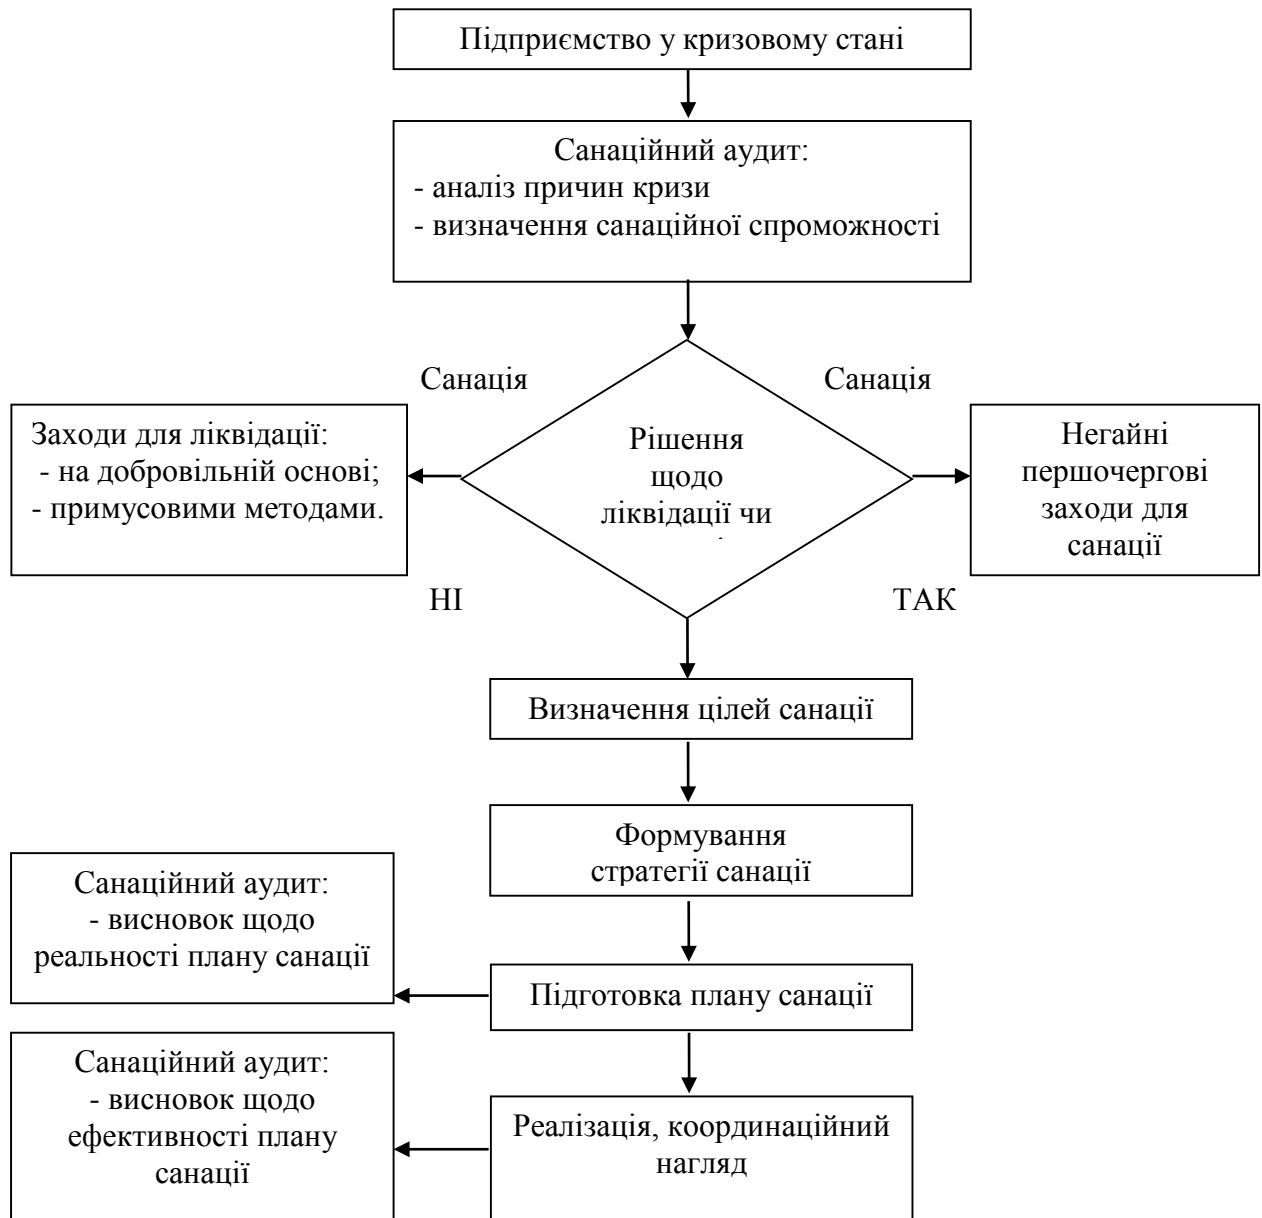 Підприємство у кризовому стані
Санаційний аудит:
- аналіз причин кризи
- визначення санаційної спроможності
Санація
Санація
Заходи для ліквідації:
- на добровільній основі;
- примусовими методами.
Рішення
щодо
ліквідації чи
Негайні
першочергові
заходи для
санації
НІ
ТАК
Визначення цілей санації
Формування
стратегії санації
Санаційний аудит:
- висновок щодо
реальності плану санації
Підготовка плану санації
Санаційний аудит:
- висновок щодо
ефективності плану
санації
Реалізація, координаційний
нагляд